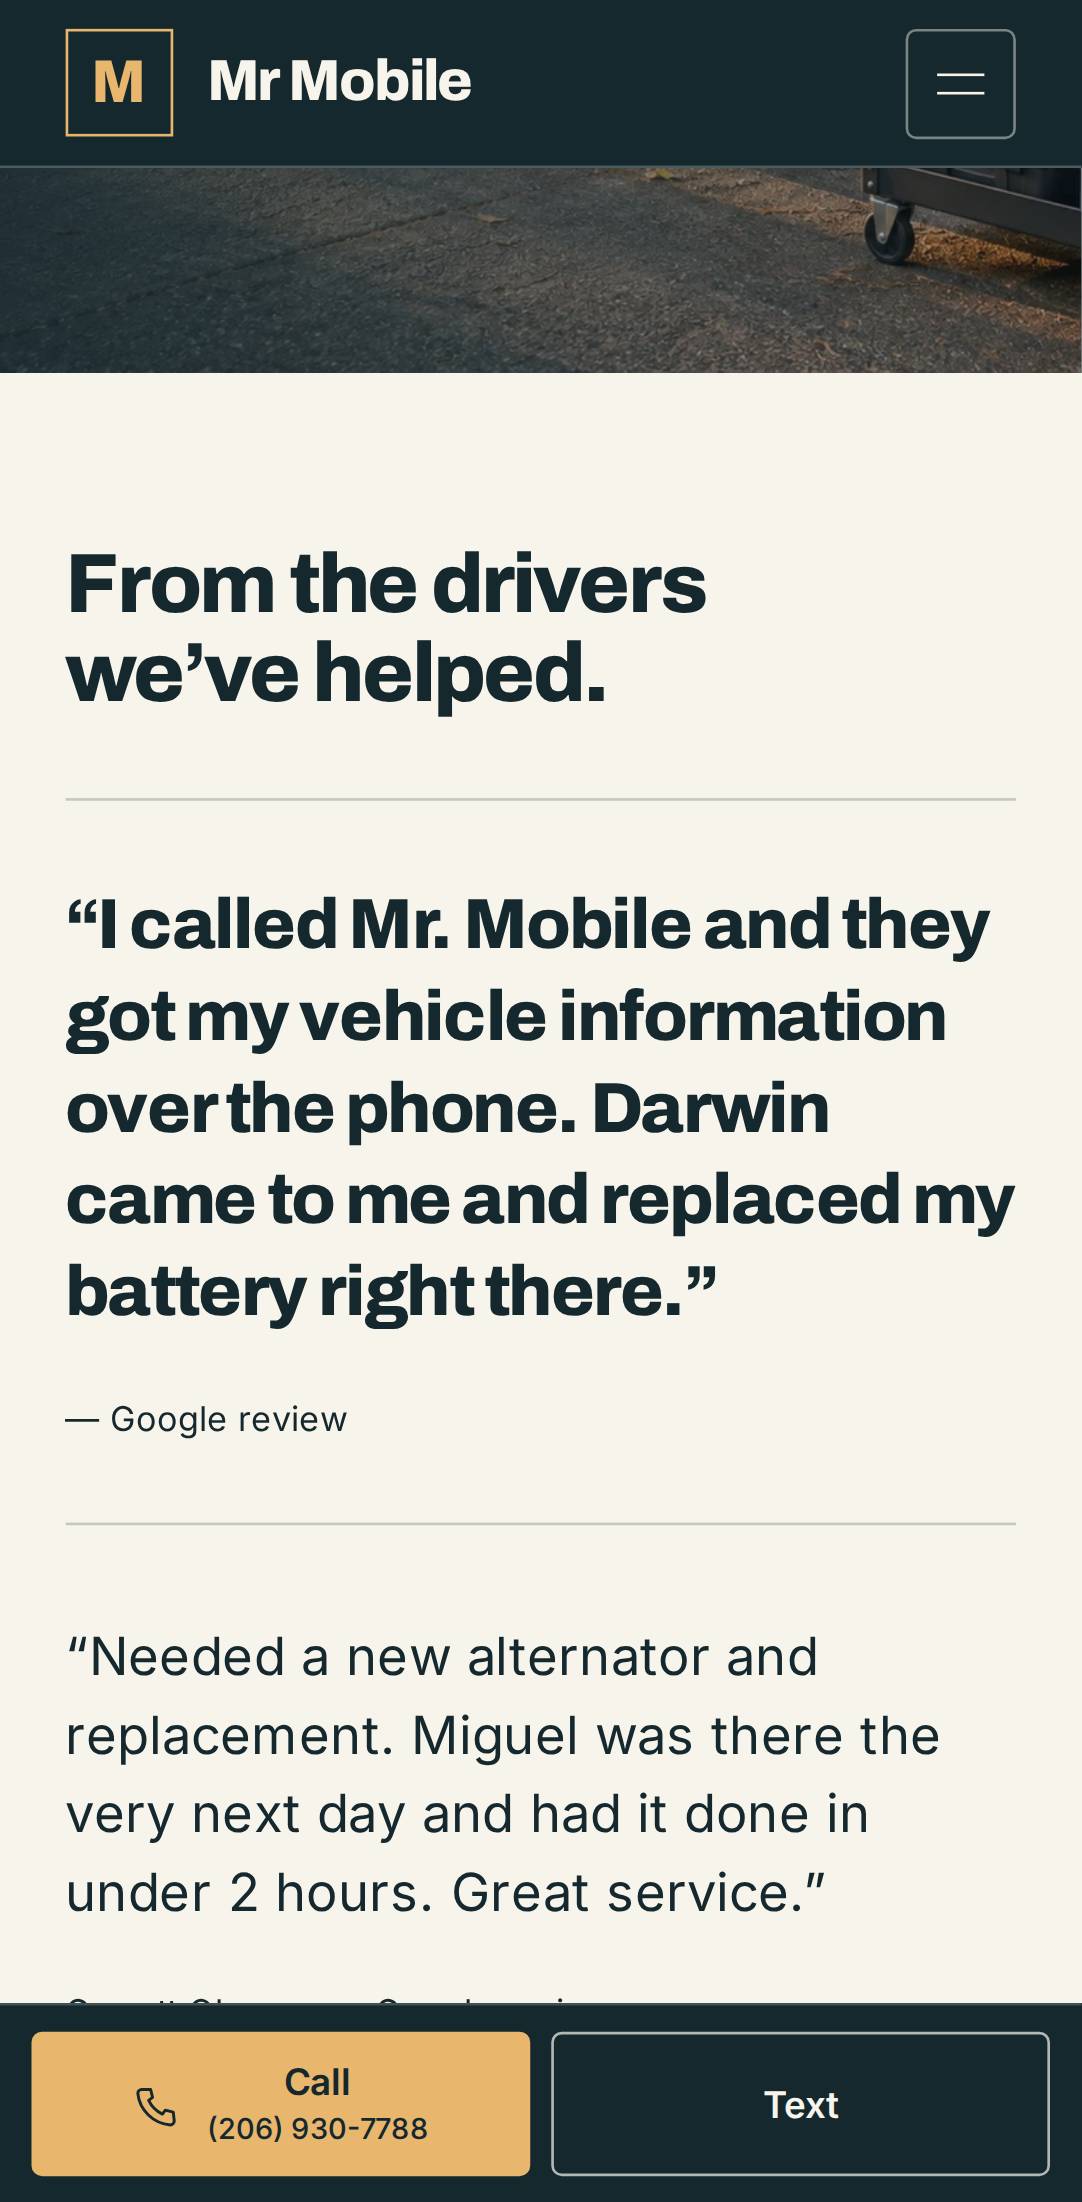 M
Mr Mobile
From the drivers
we’ve helped.
“I called Mr. Mobile and they
got my vehicle information
over the phone. Darwin
came to me and replaced my
battery right there.”
— Google review
“Needed a new alternator and
replacement. Miguel was there the
very next day and had it done in
under 2 hours. Great service.”
Call
(206) 930-7788
Text